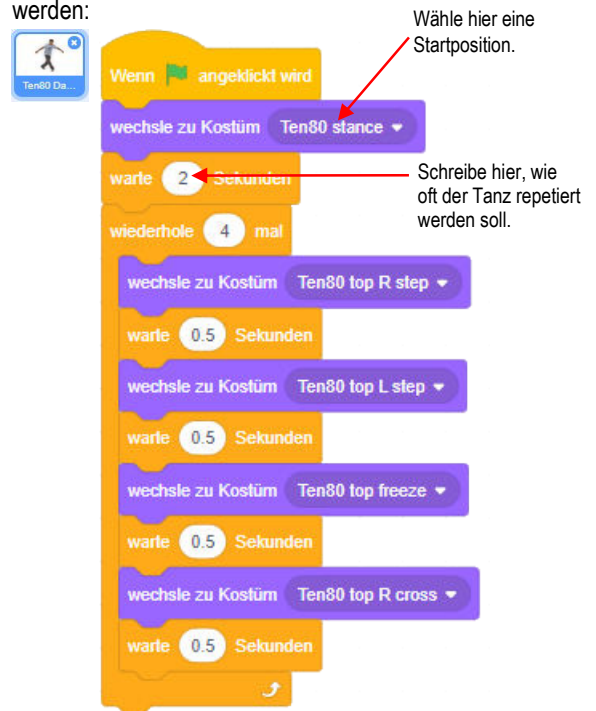 werden:
Ten80 Da...
Wähle hier eine
Startposition.
Wenn angeklickt wird
wechsle zu Kostüm Ten80 stance
warte 2 Sekunden
Schreibe hier, wie
oft der Tanz repetiert
werden soll.
wiederhole 4 mal
wechsle zu Kostüm Ten80 top R step
warte 0.5 Sekunden
wechsle zu Kostüm Ten80 top L step
warte 0.5 Sekunden
wechsle zu Kostüm Ten80 top freeze
warte 0.5 Sekunden
wechsle zu Kostüm Ten80 top R cross
warte 0.5 Sekunden